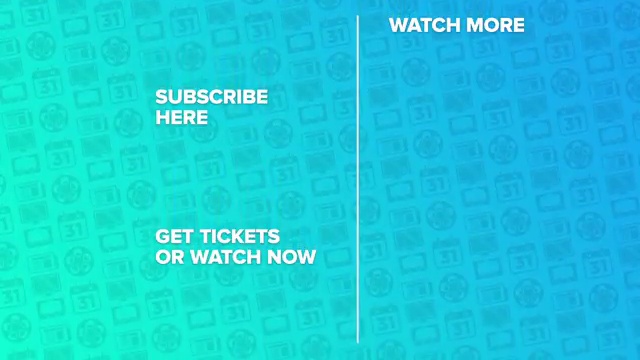 SUBSCRIBE
HERE
GET TICKETS
OR WATCH NOW
WATCH MORE